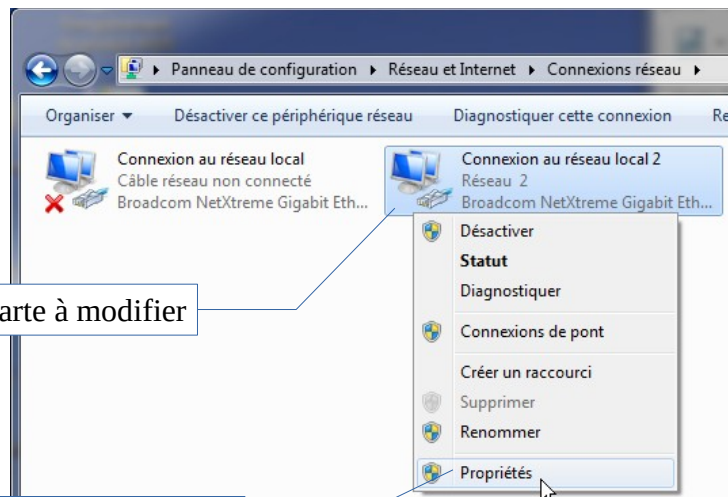 Panneau de configuration Réseau et Internet Connexions réseau
Organiser Désactiver ce périphérique réseau Diagnostiquer cette connexion
Connexion au réseau local
Câble réseau non connecté
Broadcom NetXtreme Gigabit Eth...
Connexion au réseau local 2
Réseau 2
Broadcom NetXtreme Gigabit Eth...
Désactiver
Statut
Diagnostiquer
Connexions de pont
Créer un raccourci
Supprimer
Renommer
Propriétés
arte à modifier